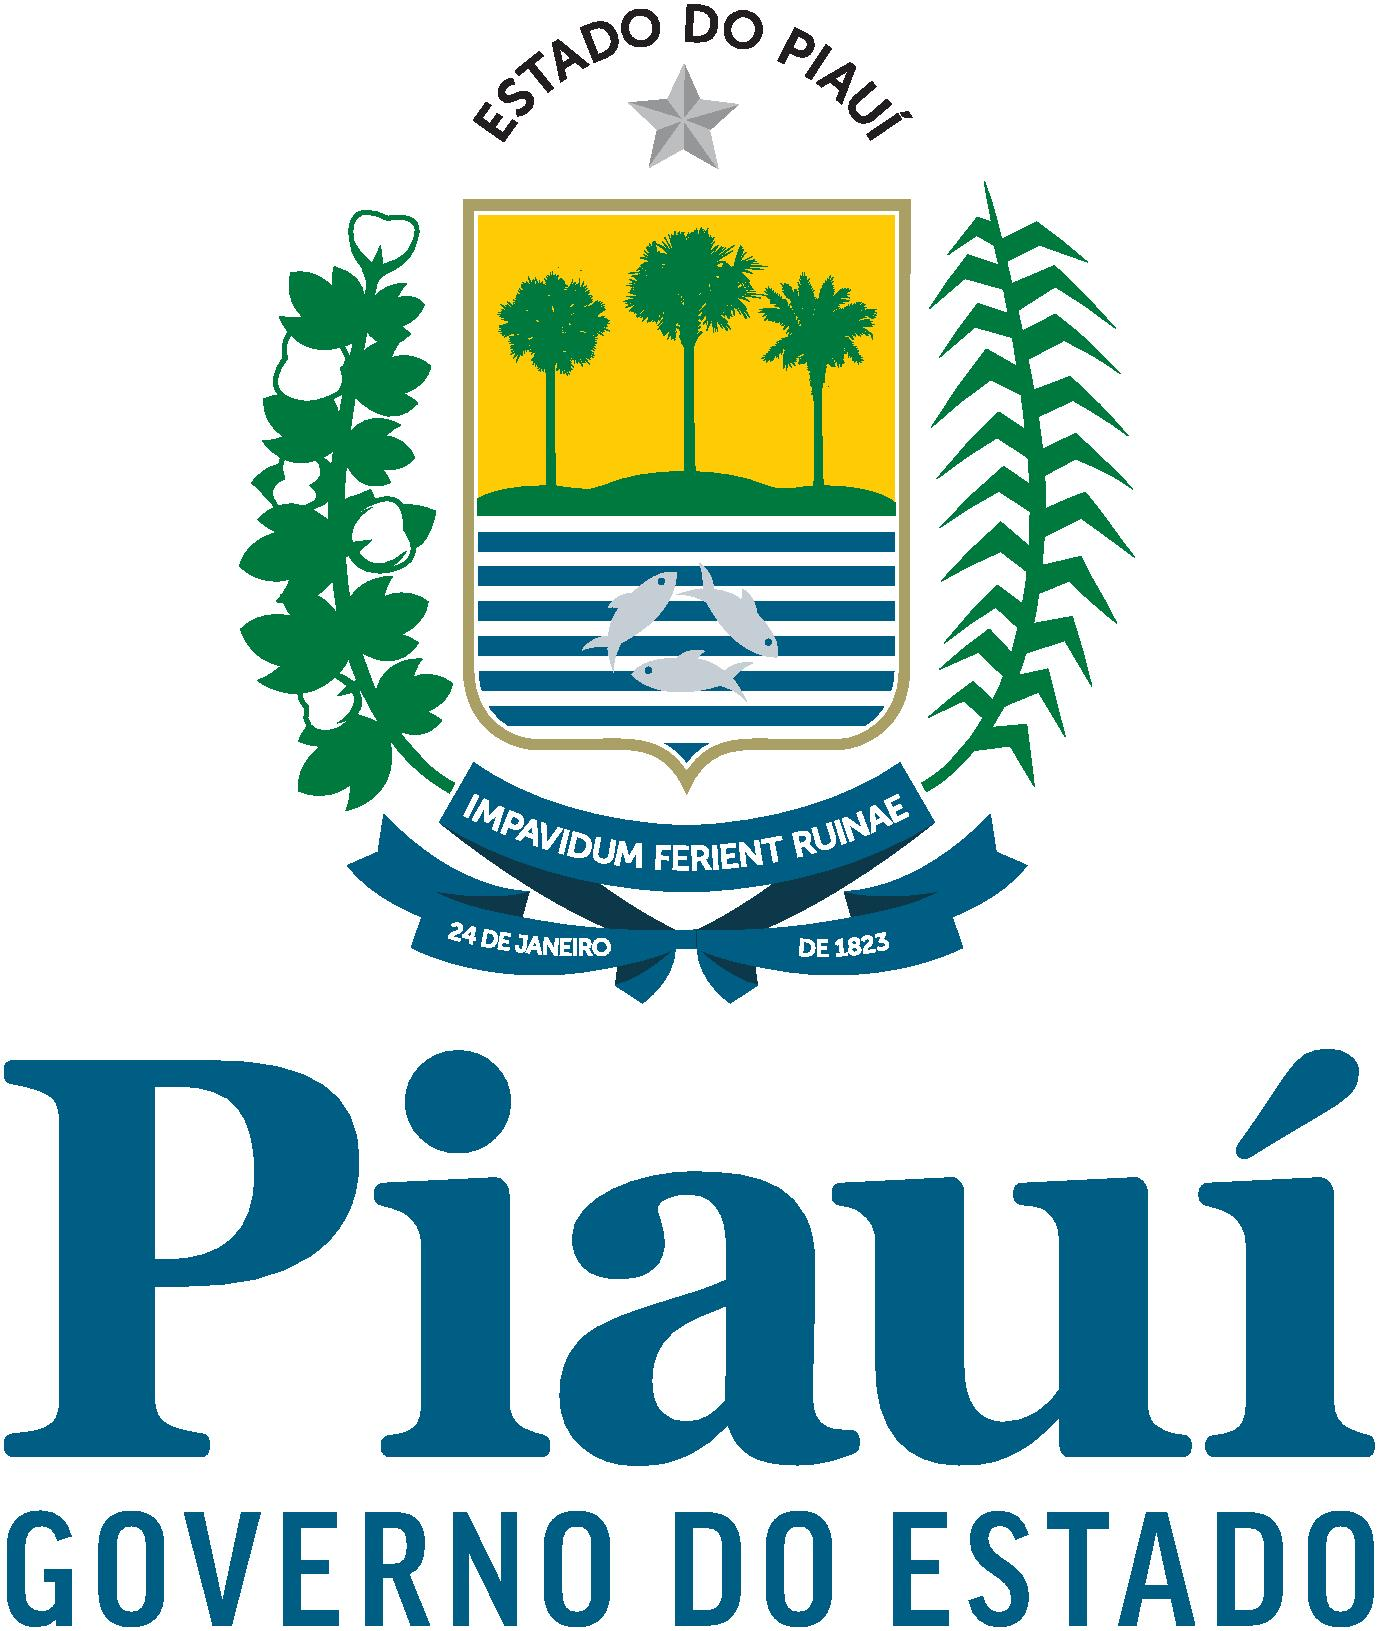 ESTADO DO PIAUÍ
IMPAVIDUM FERIENT RUINAE
24 DE JANEIRO DE 1823
Piauí
GOVERNO DO ESTADO